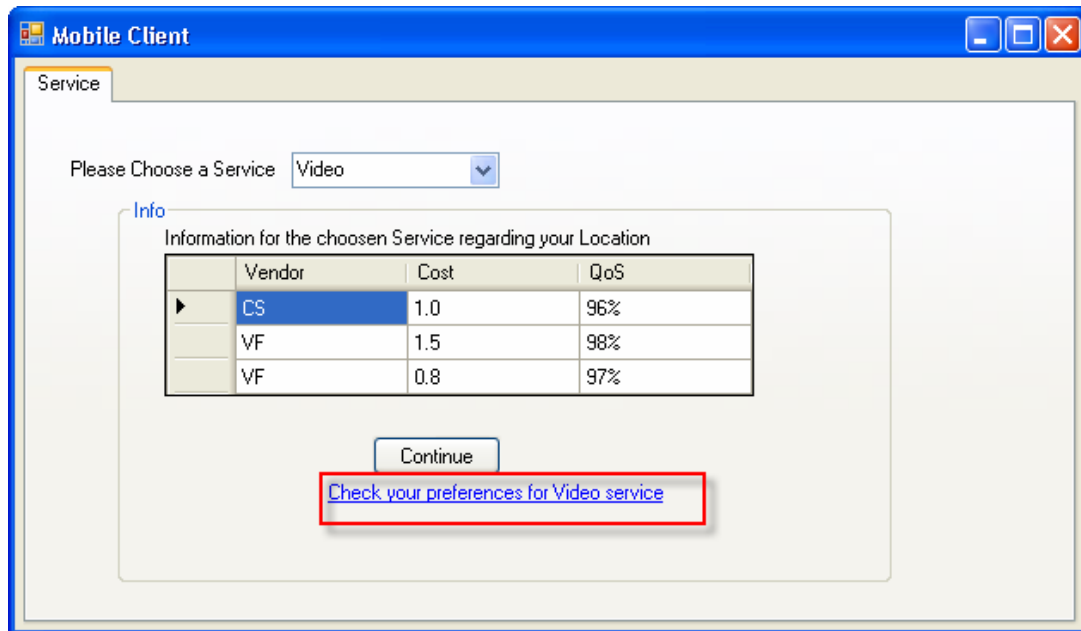 Mobile Client
Service
Please Choose a Service Video
Info
Information for the choosen Service regarding your Location
Vendor Cost QoS
CS 1.0 96%
VF 1.5 98%
VF 0.8 97%
Continue
Check your preferences for Video service